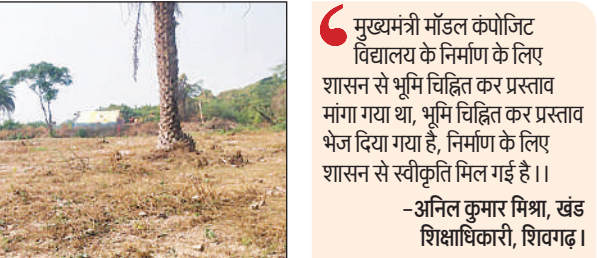 मुख्यमंत्री मॉडल कंपोजिट
विद्यालय के निर्माण के लिए
शासन से भूमि चिह्नित कर प्रस्ताव
मांगा गया था, भूमि चिह्नित कर प्रस्ताव
भेज दिया गया है, निर्माण के लिए
शासन से स्वीकृति मिल गई है।।
-अनिल कुमार मिश्रा, खंड
शिक्षाधिकारी, शिवगढ़।